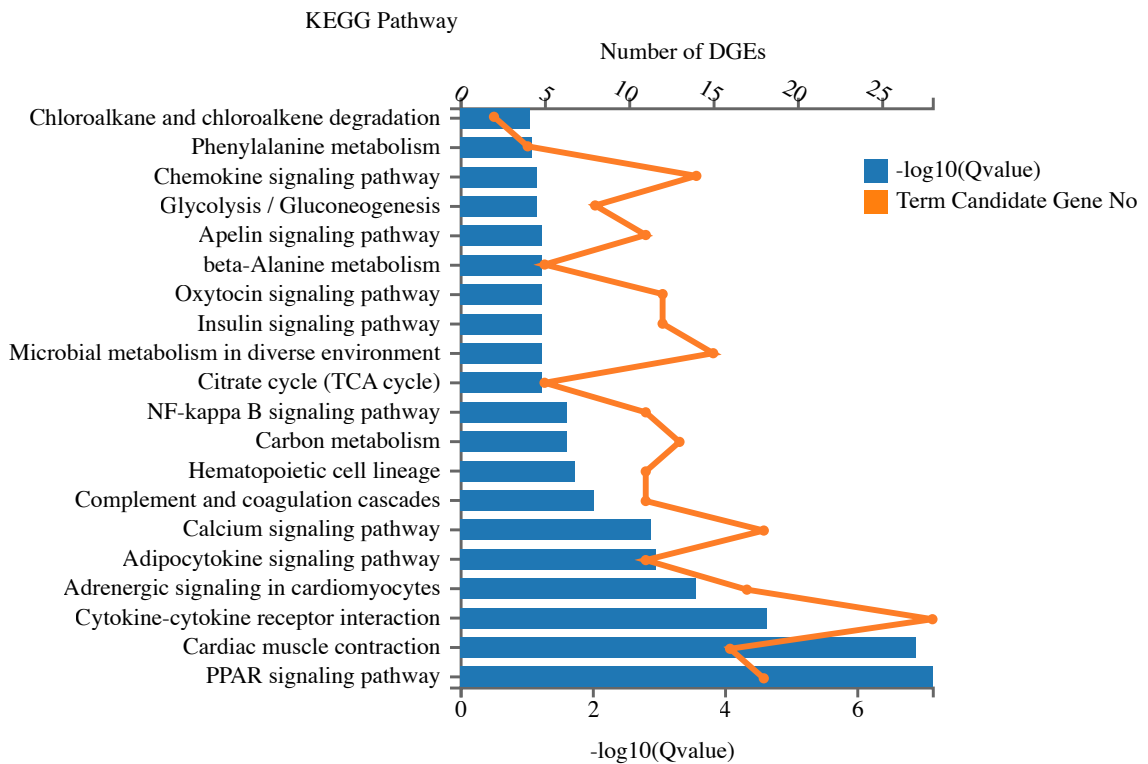 KEGG Pathway
Number of DGEs
0 5 10 15 20 25
Chloroalkane and chloroalkene degradation
Phenylalanine metabolism
Chemokine signaling pathway
Glycolysis / Gluconeogenesis
Apelin signaling pathway
beta-Alanine metabolism
Oxytocin signaling pathway
Insulin signaling pathway
Microbial metabolism in diverse environment
Citrate cycle (TCA cycle)
NF-kappa B signaling pathway
Carbon metabolism
Hematopoietic cell lineage
Complement and coagulation cascades
Calcium signaling pathway
Adipocytokine signaling pathway
Adrenergic signaling in cardiomyocytes
Cytokine-cytokine receptor interaction
Cardiac muscle contraction
PPAR signaling pathway
-log10(Qvalue)
Term Candidate Gene No
0 2 4 6
-log10(Qvalue)